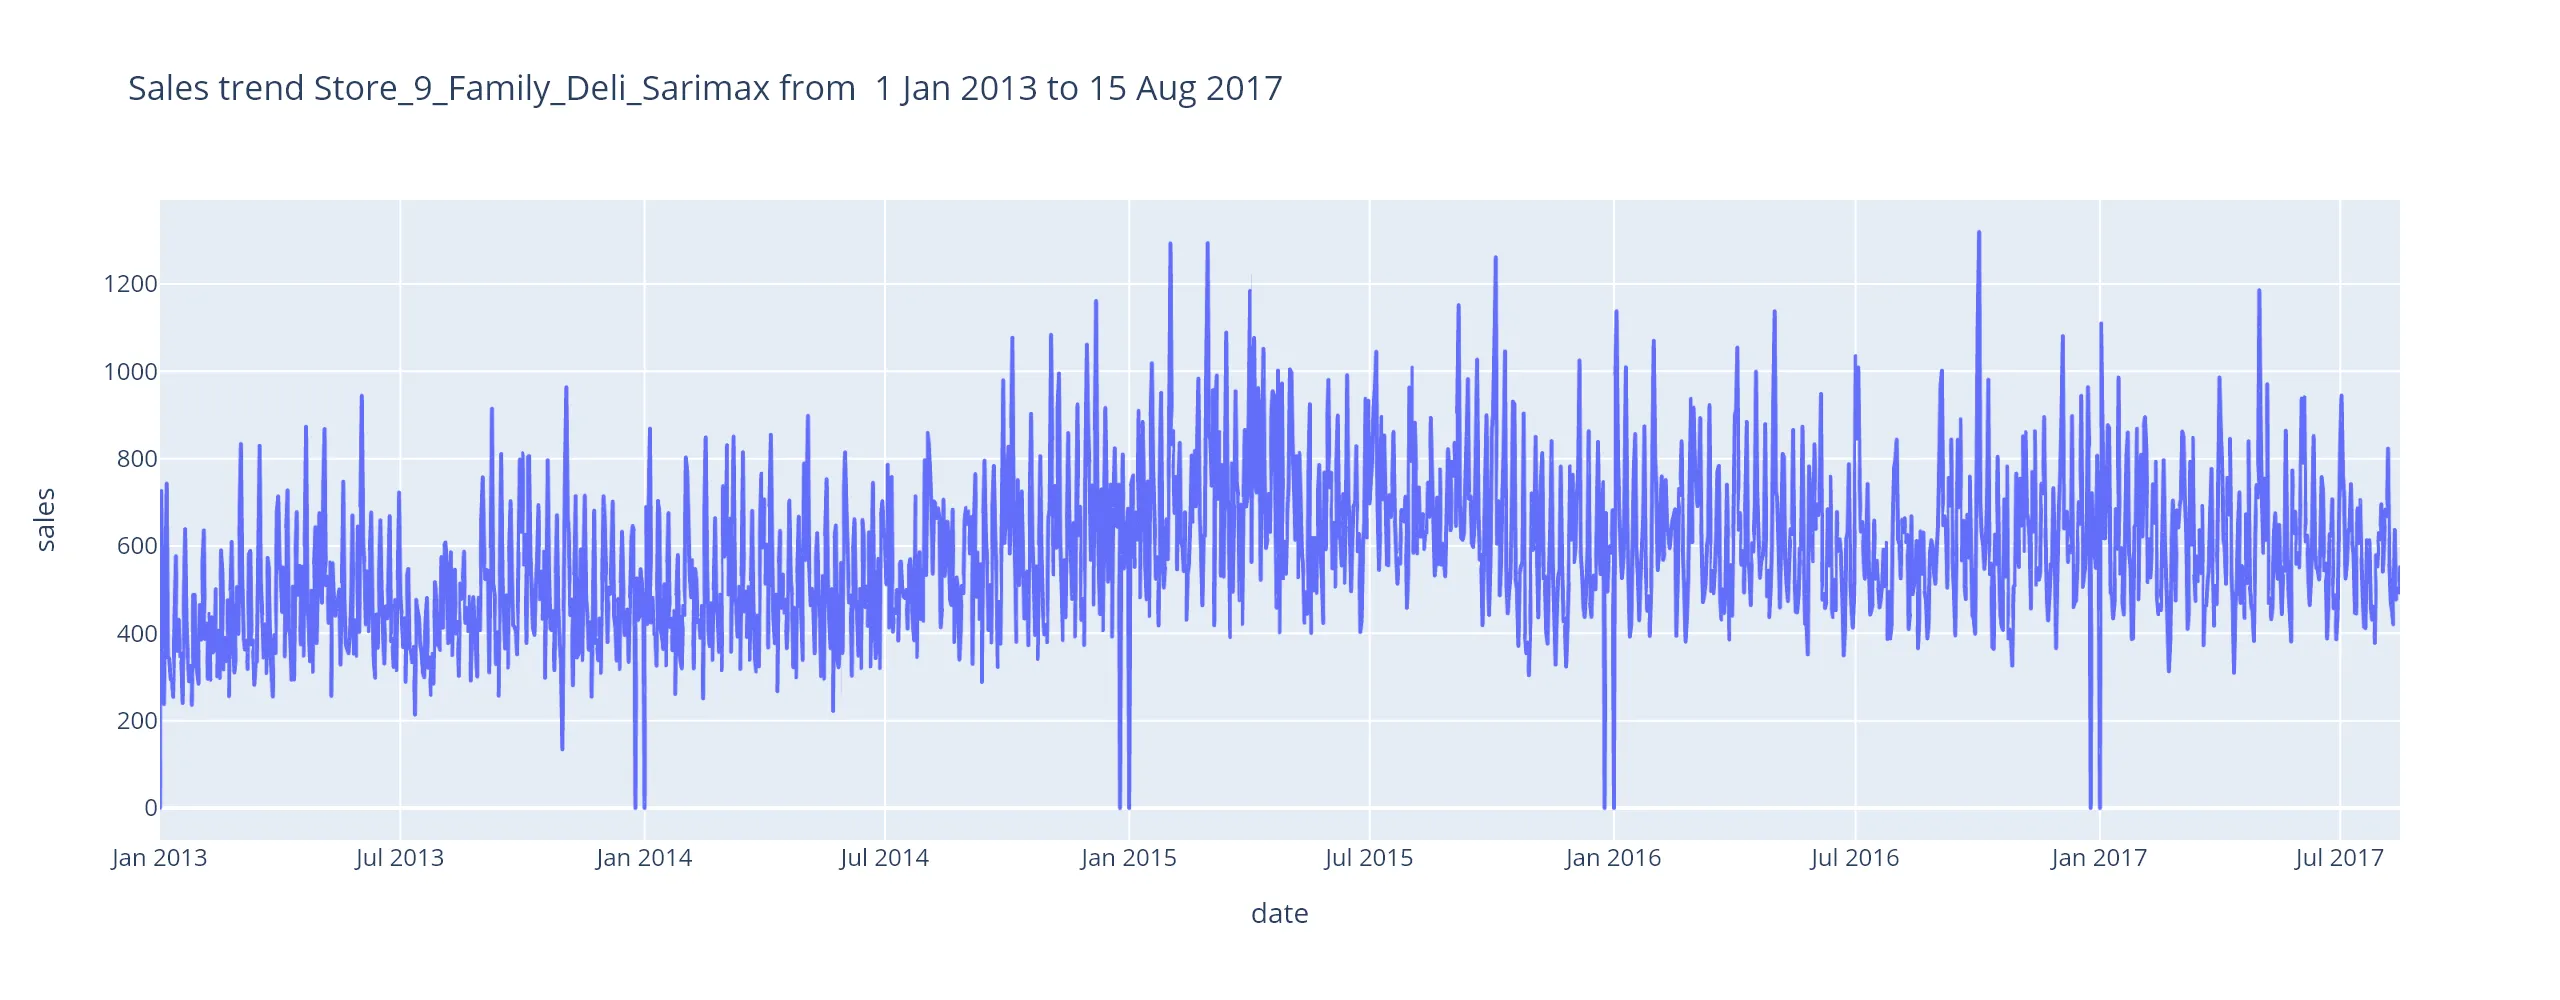 Sales trend Store_9_Family_Deli_Sarimax from  1 Jan 2013 to 15 Aug 2017
1200
1000
800
600
400
200
0
sales
Jan 2013 Jul 2013 Jan 2014 Jul 2014 Jan 2015 Jul 2015 Jan 2016 Jul 2016 Jan 2017 Jul 2017
date